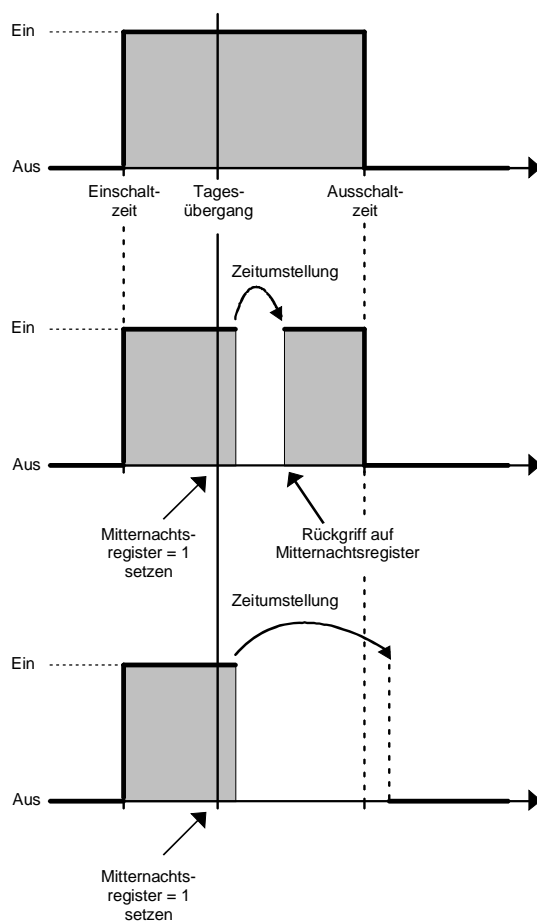 Ein
Aus
Einschalt-
zeit
Tages-
übergang
Ausschalt-
zeit
Zeitumstellung
Ein
Aus
Mitternachts-
register = 1
setzen
Rückgriff auf
Mitternachtsregister
Zeitumstellung
Ein
Aus
Mitternachts-
register = 1
setzen